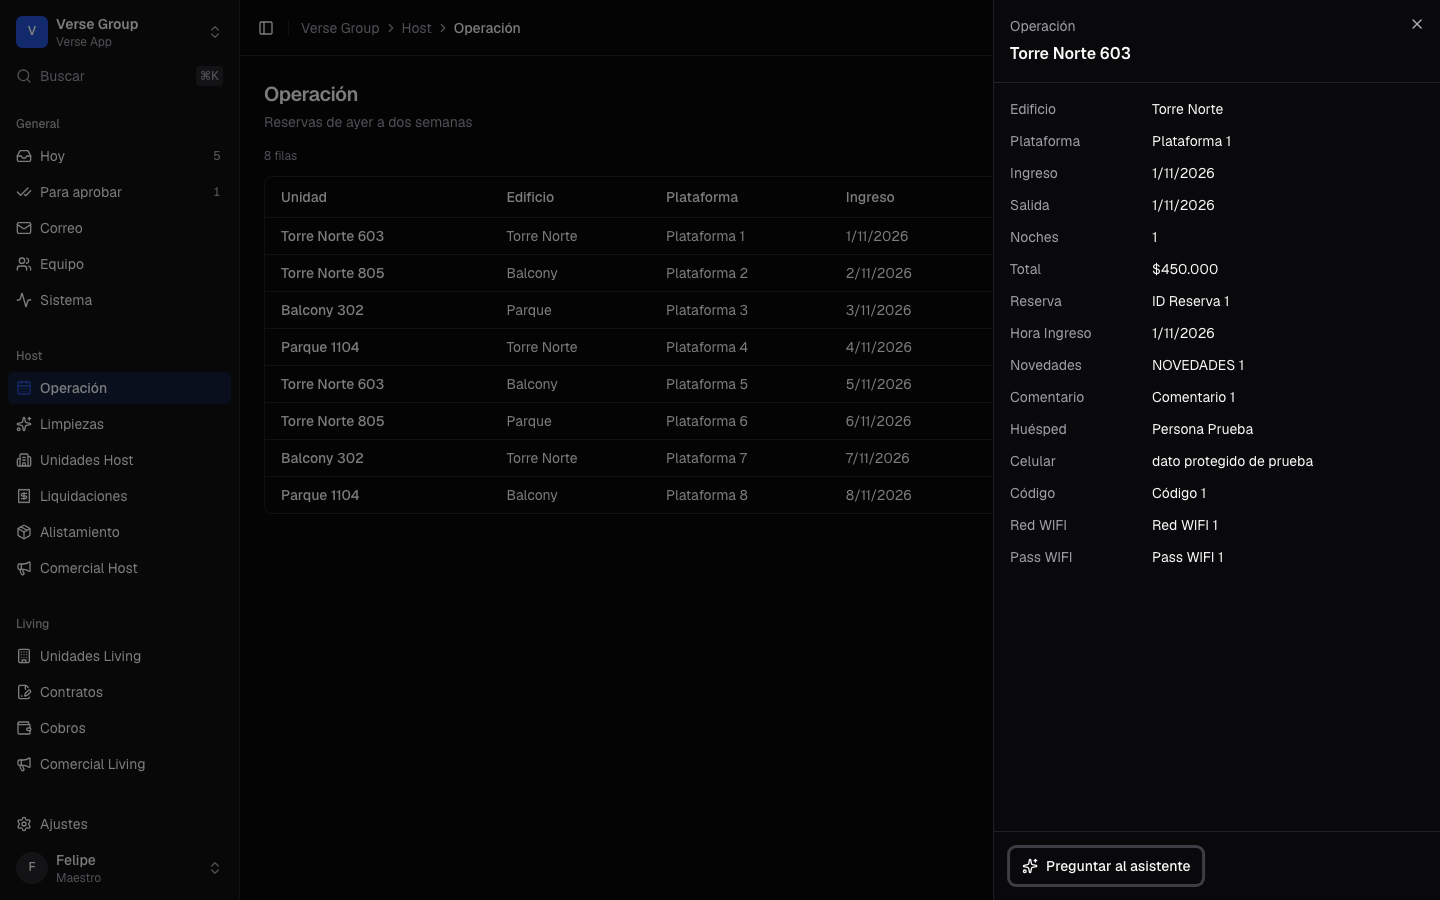 V
Verse Group
Verse App
Buscar
⌘K
General
Hoy 5
Para aprobar 1
Correo
Equipo
Sistema
Host
Operación
Limpiezas
Unidades Host
Liquidaciones
Alistamiento
Comercial Host
Living
Unidades Living
Contratos
Cobros
Comercial Living
Ajustes
F
Felipe
Maestro
Verse Group > Host > Operación
Operación
Reservas de ayer a dos semanas
8 filas
Unidad Edificio Plataforma Ingreso
Torre Norte 603 Torre Norte Plataforma 1 1/11/2026
Torre Norte 805 Balcony Plataforma 2 2/11/2026
Balcony 302 Parque Plataforma 3 3/11/2026
Parque 1104 Torre Norte Plataforma 4 4/11/2026
Torre Norte 603 Balcony Plataforma 5 5/11/2026
Torre Norte 805 Parque Plataforma 6 6/11/2026
Balcony 302 Torre Norte Plataforma 7 7/11/2026
Parque 1104 Balcony Plataforma 8 8/11/2026
Operación
Torre Norte 603
Edificio Torre Norte
Plataforma Plataforma 1
Ingreso 1/11/2026
Salida 1/11/2026
Noches 1
Total $450.000
Reserva ID Reserva 1
Hora Ingreso 1/11/2026
Novedades NOVEDADES 1
Comentario Comentario 1
Huésped Persona Prueba
Celular dato protegido de prueba
Código Código 1
Red WIFI Red WIFI 1
Pass WIFI Pass WIFI 1
Preguntar al asistente